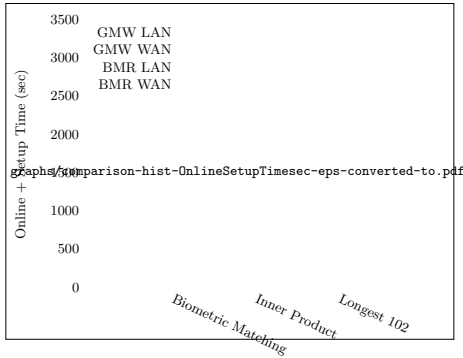 3500
GMW LAN
GMW WAN
3000
BMR LAN
BMR WAN
2500
2000
1500
1000
500
0
Online + Setup Time (sec)
graphs/comparison-hist-OnlineSetupTimesec-eps-converted-to.pdf
Biometric Matching
Inner Product
Longest 102